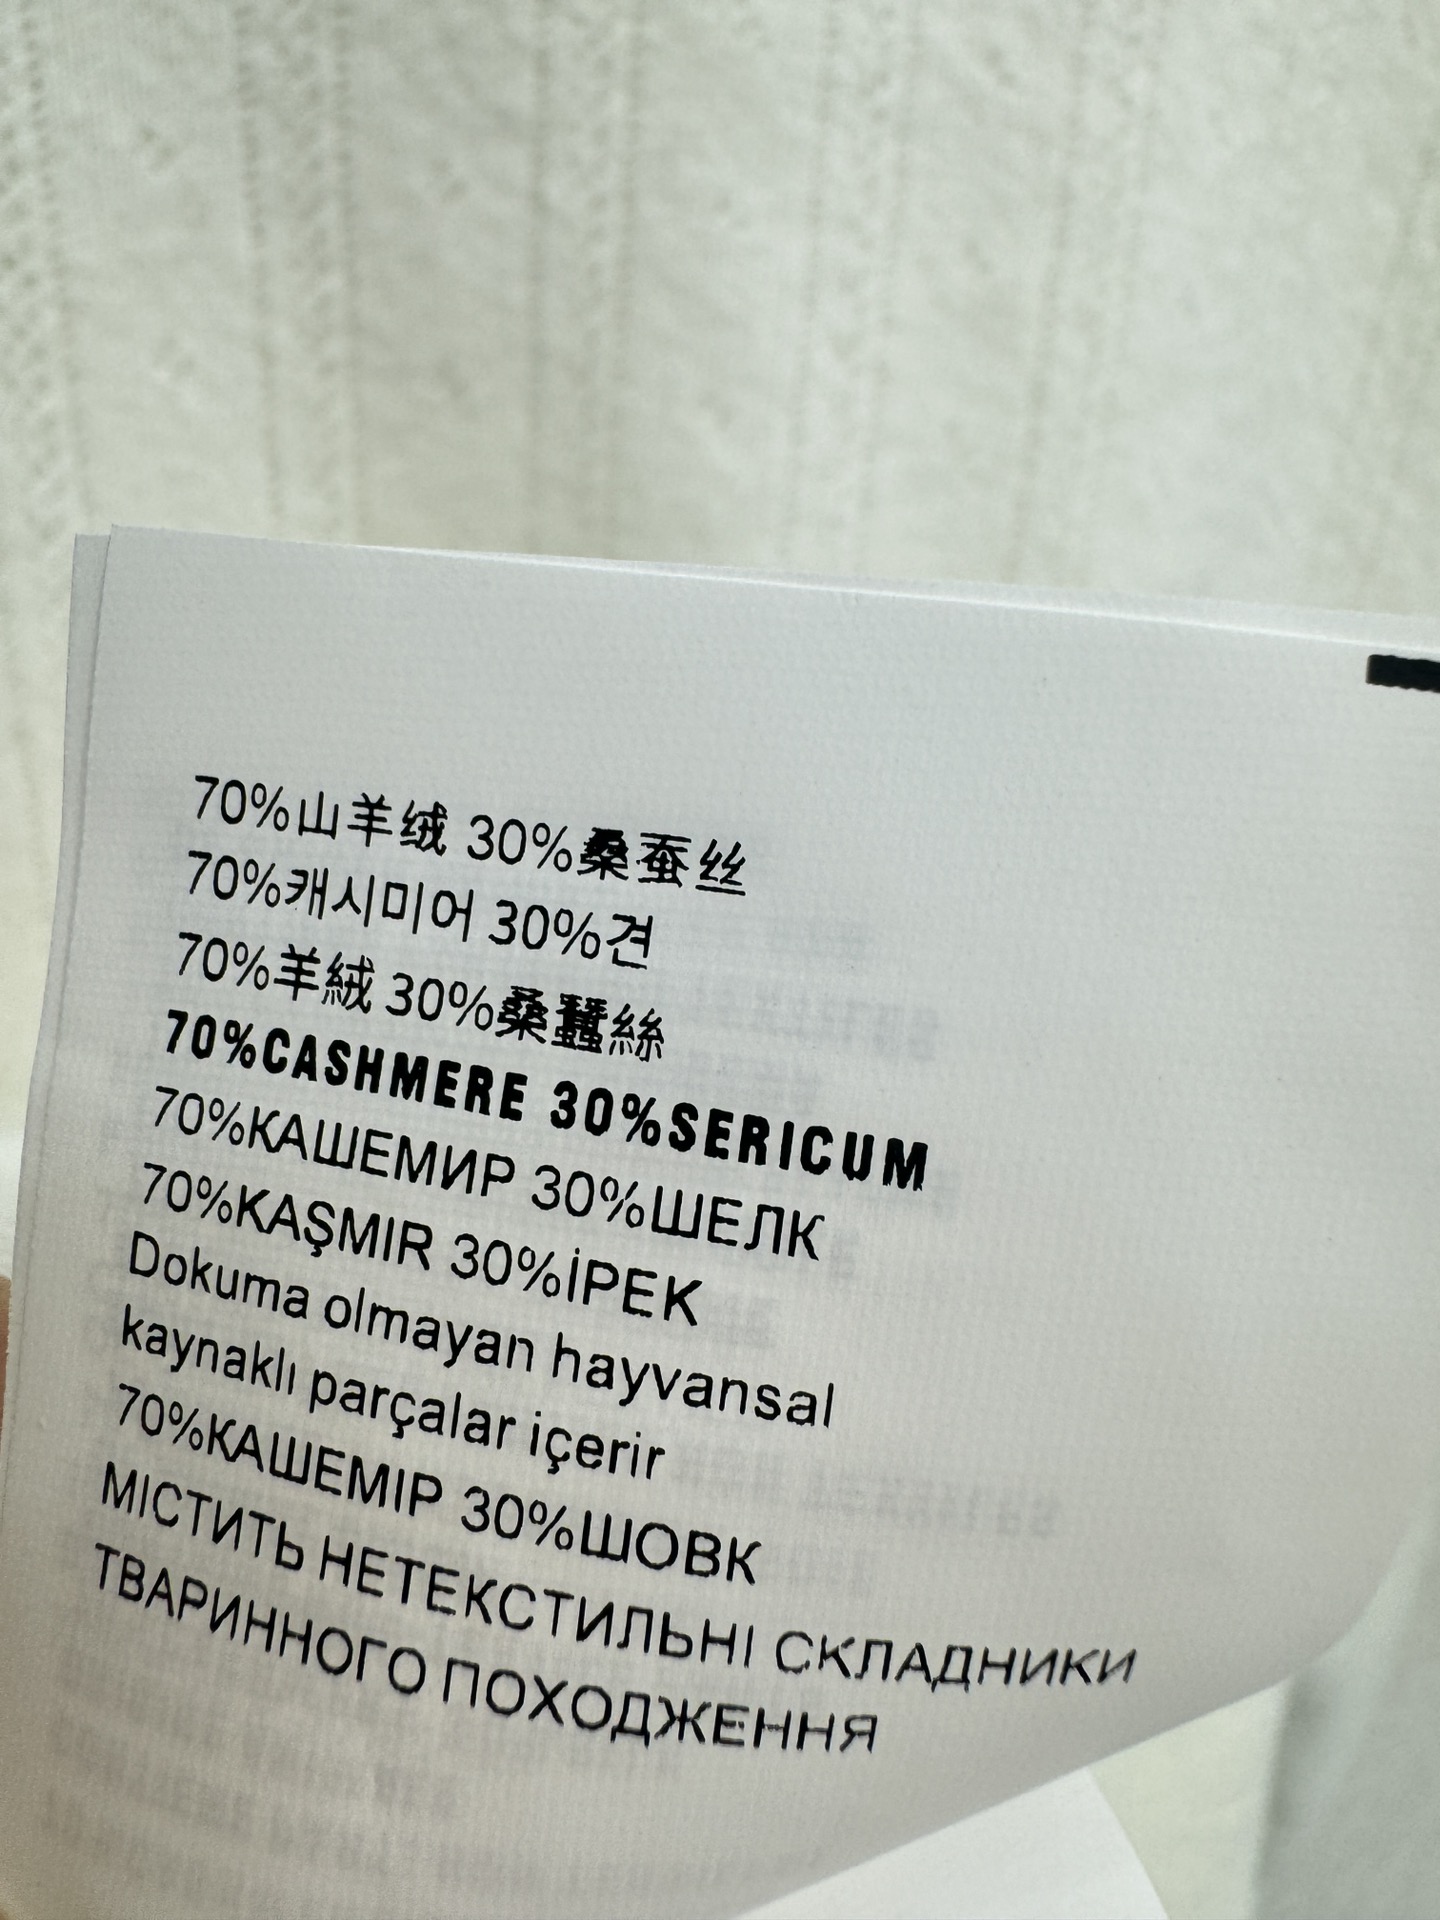 70%山羊绒 30%桑蚕丝
70%캐시미어 30%견
70%羊絨 30%桑蠶絲
70%CASHMERE 30%SERICUM
70%КАШЕМИР 30%ШЕЛК
70%KAŞMIR 30%İPEK
Dokuma olmayan hayvansal
kaynaklı parçalar içerir
70%КАШЕМІР 30%ШОВК
МІСТИТЬ НЕТЕКСТИЛЬНІ СКЛАДНИКИ
ТВАРИННОГО ПОХОДЖЕННЯ